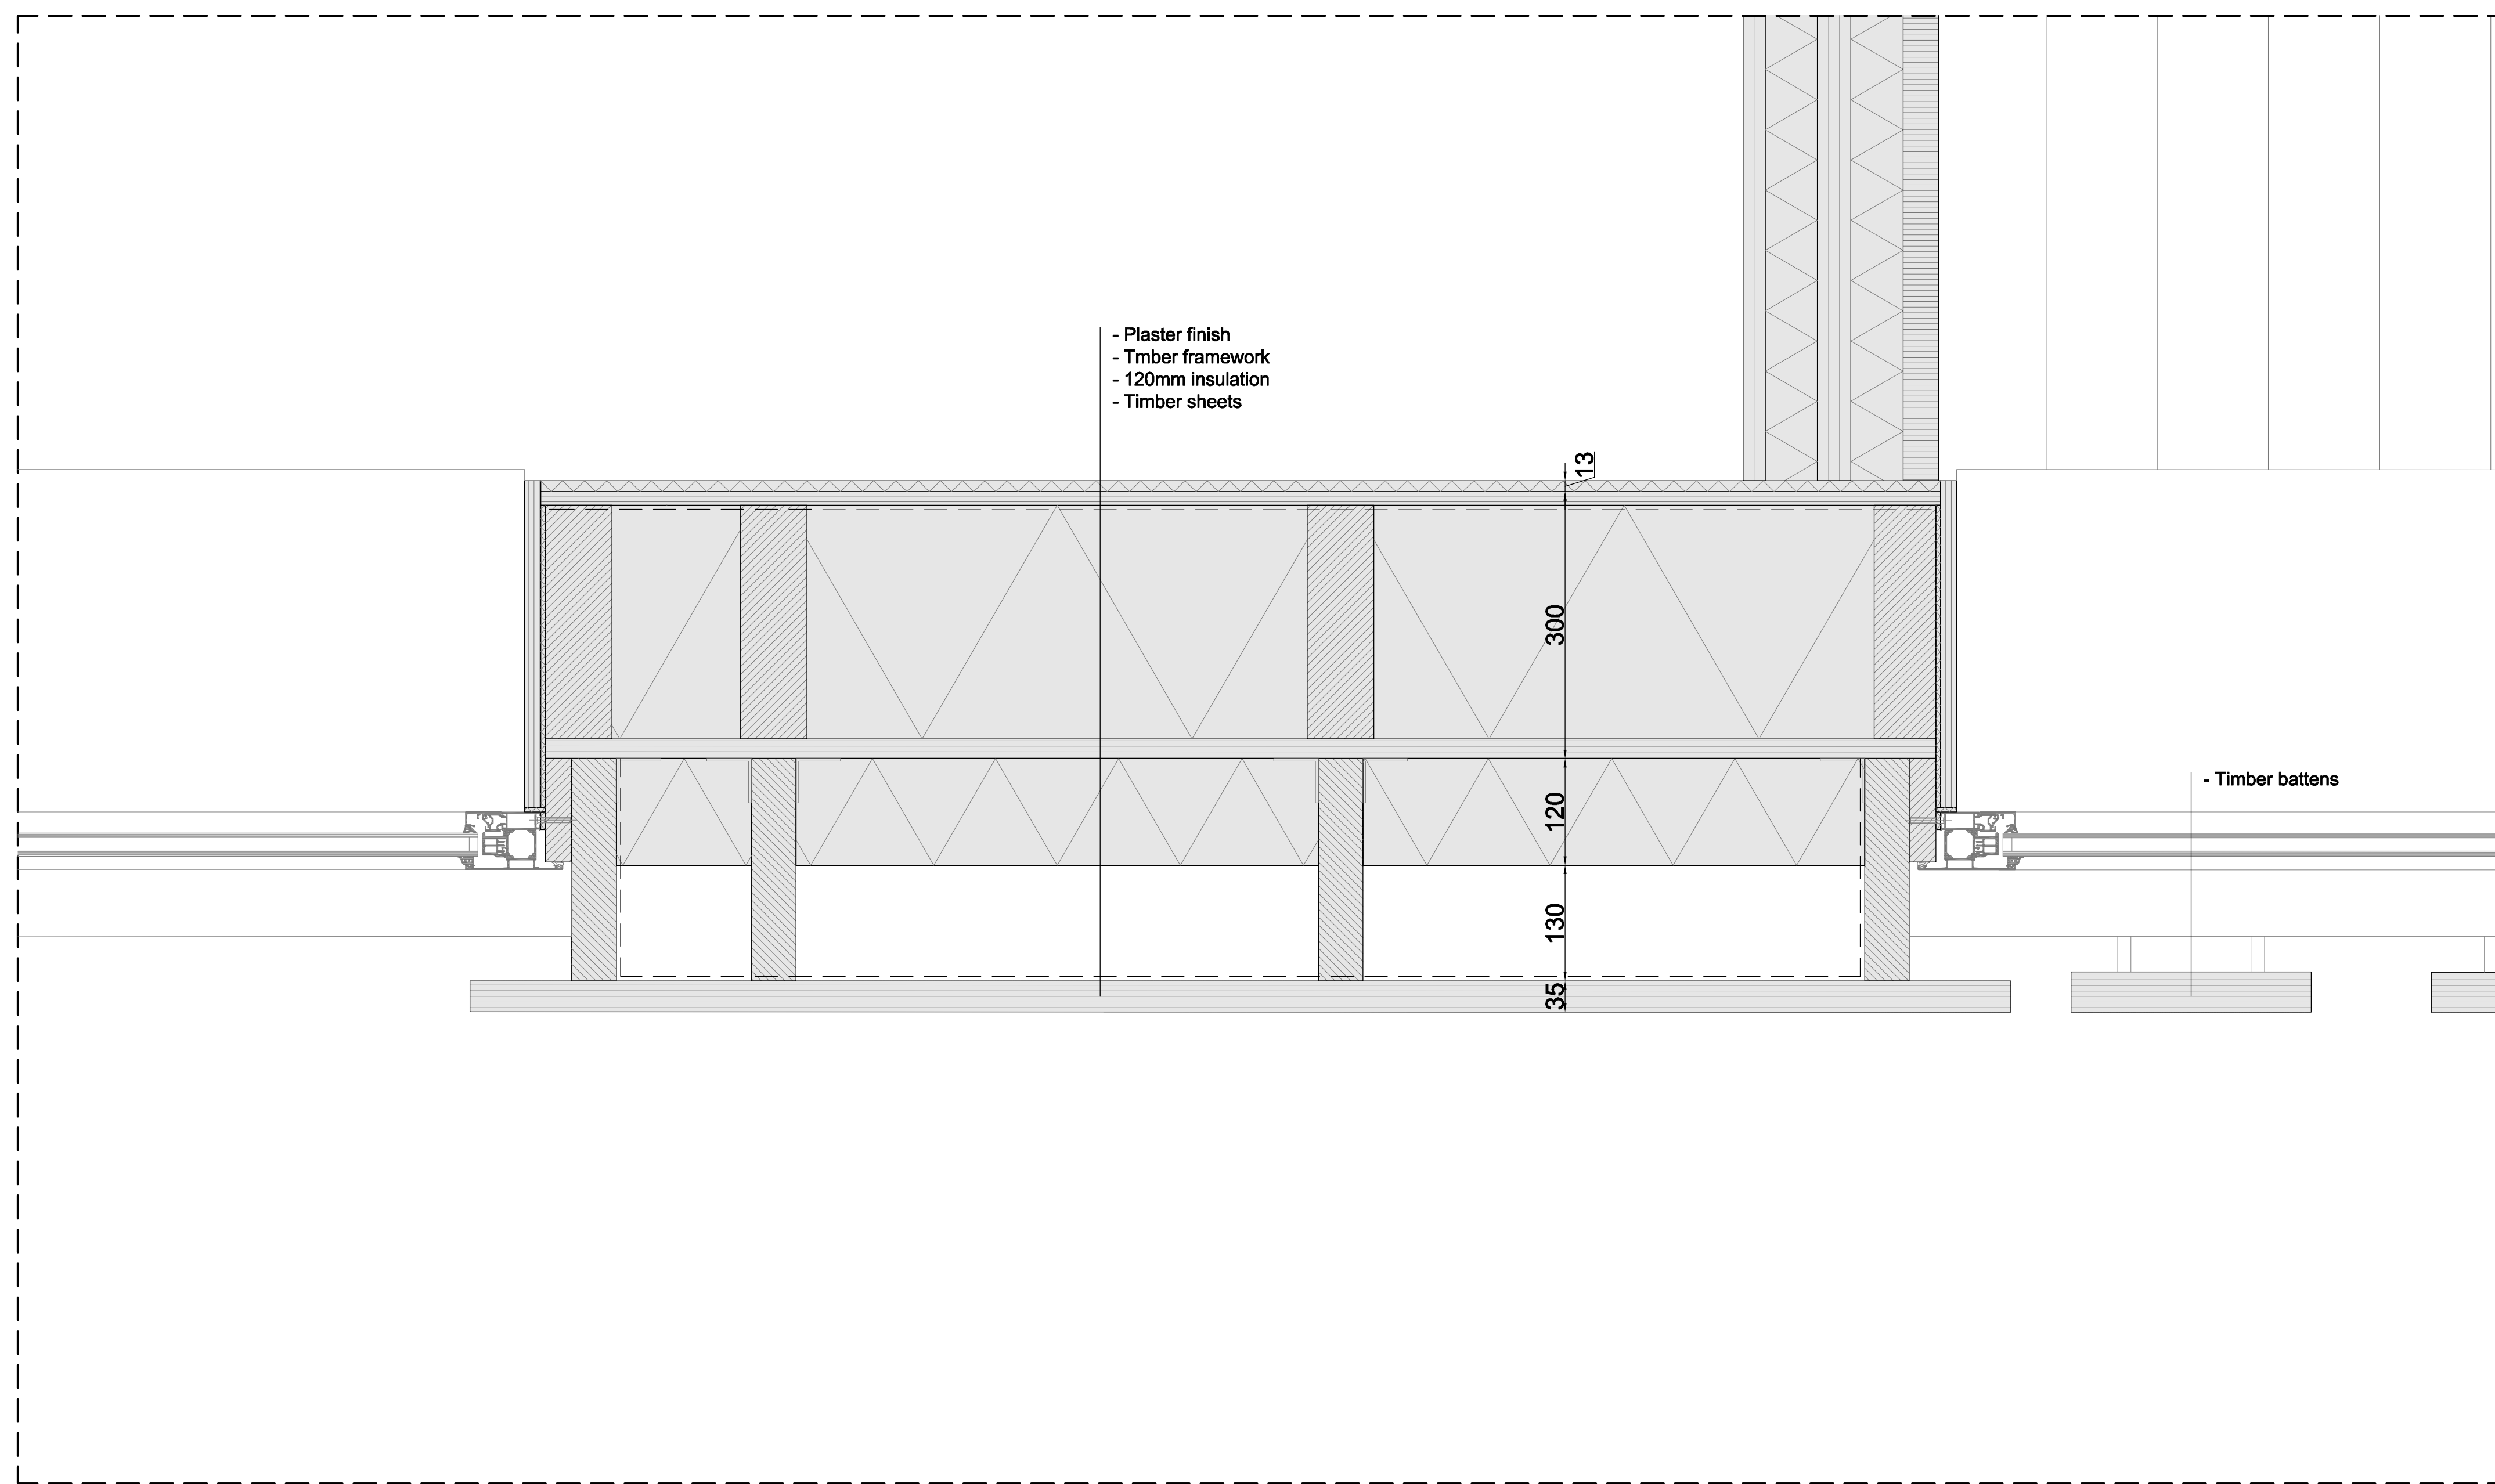 - Plaster finish
- Tmber framework
- 120mm insulation
- Timber sheets
13
300
120
- Timber battens
130
35